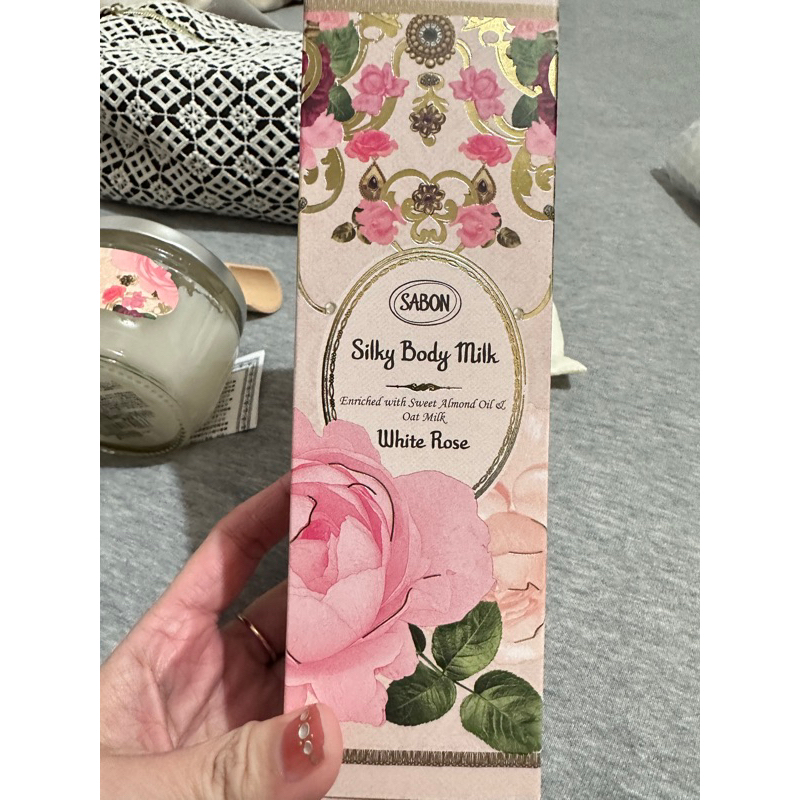 SABON
Silky Body Milk
Enriched with Sweet Almond Oil &
Oat Milk
White Rose